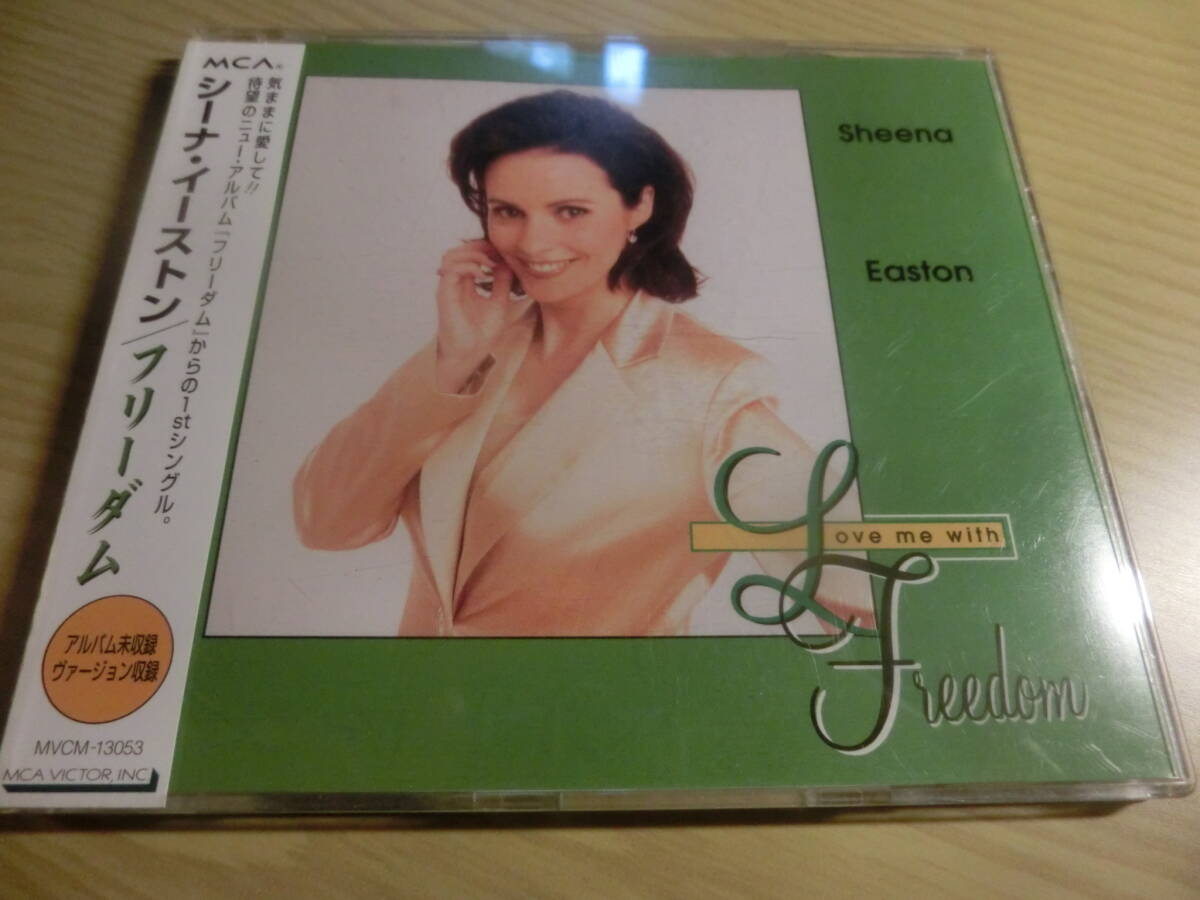 MCA®
気ままに愛して!!
待望のニュー・アルバム『フリーダム』からの1stシングル。
シーナ・イーストン/フリーダム
アルバム未収録
ヴァージョン収録
MVCM-13053
MCA VICTOR, INC
Sheena
Easton
Love me with
Freedom